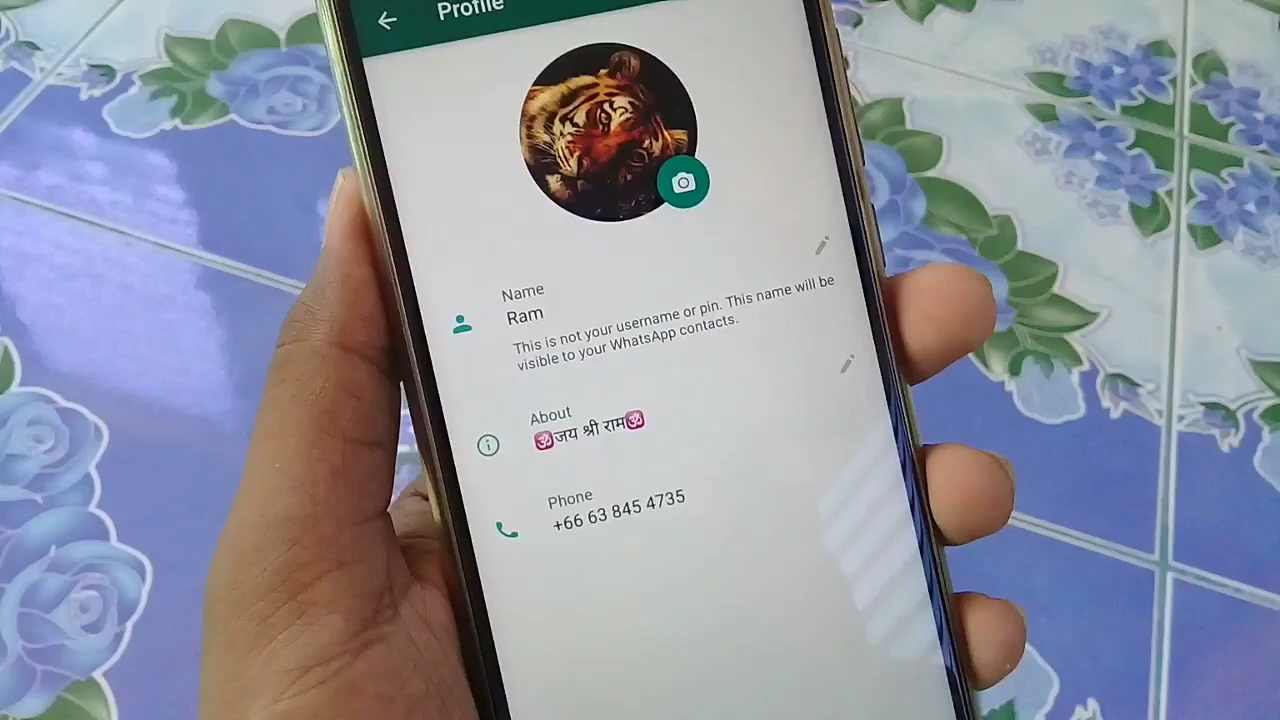 Profile
Name
Ram
This is not your username or pin. This name will be
visible to your WhatsApp contacts.
About
🕉️जय श्री राम🕉️
Phone
+66 63 845 4735